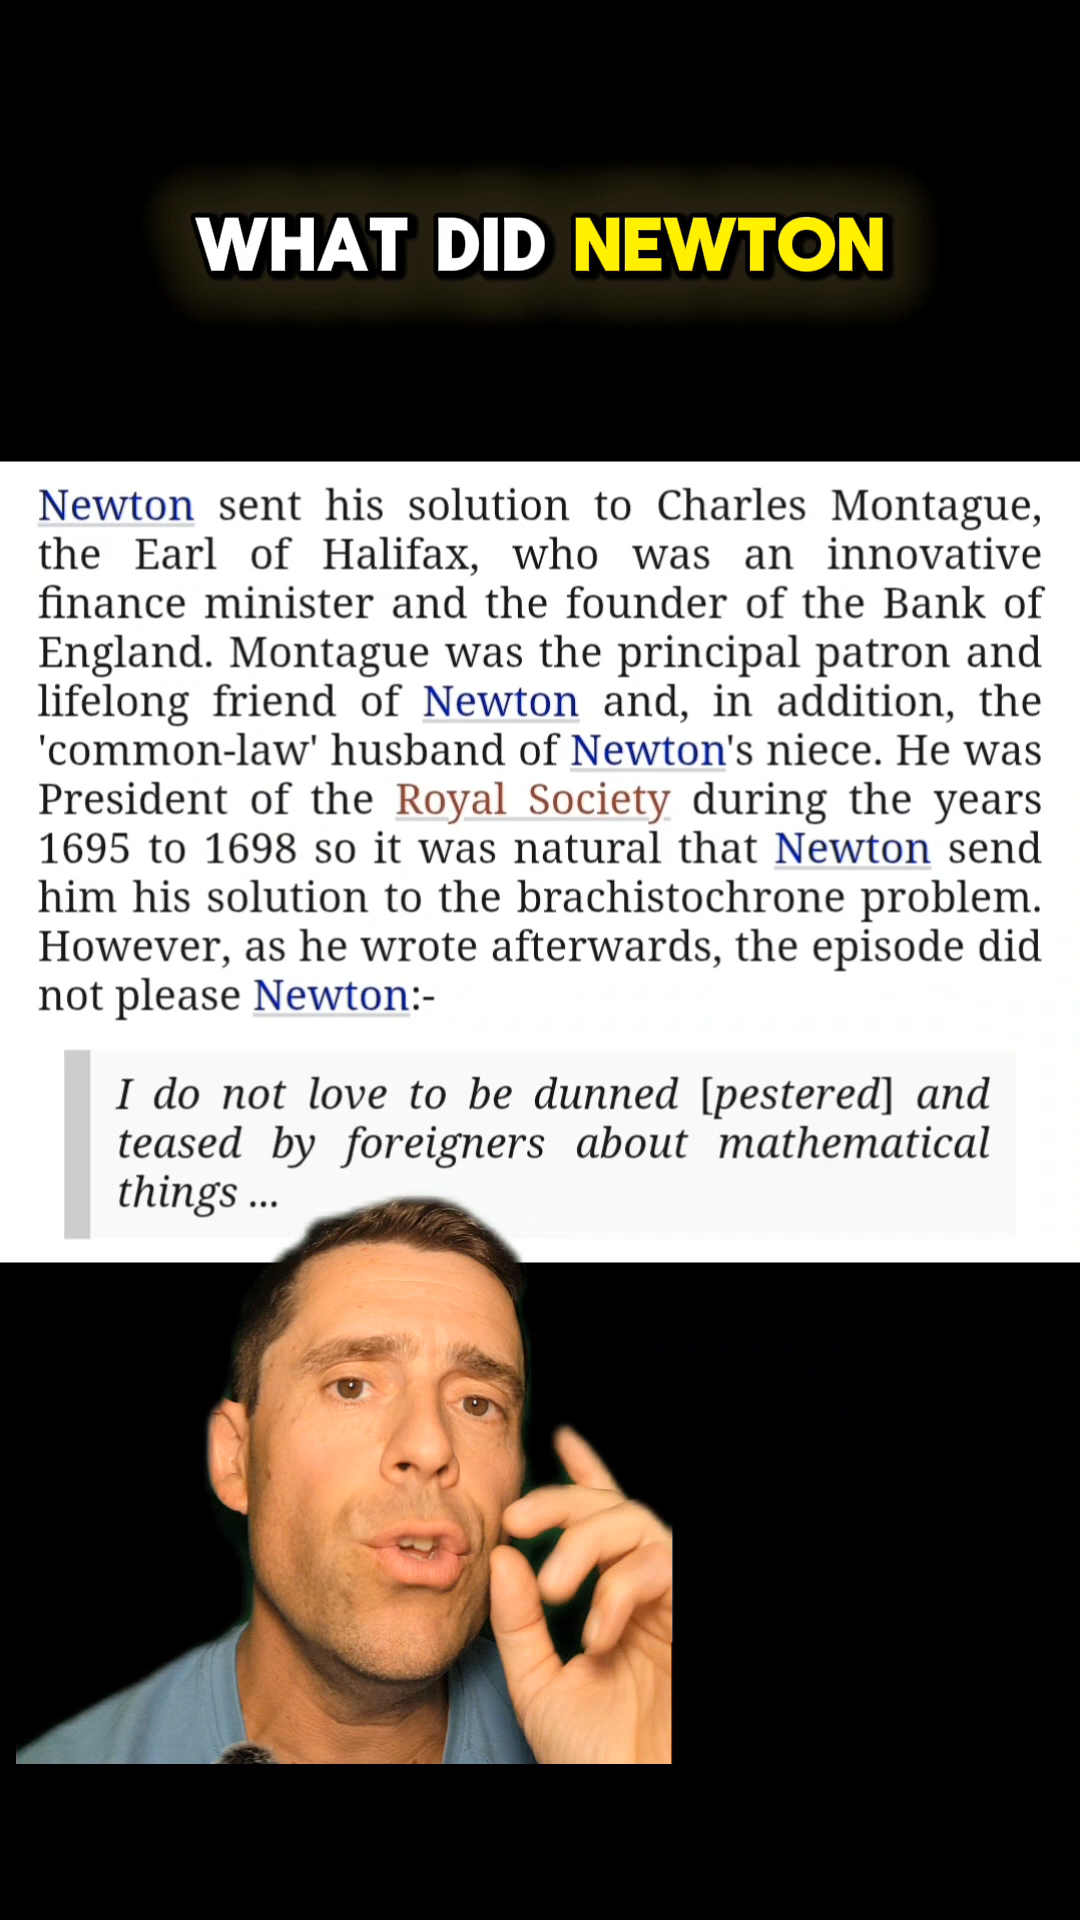 WHAT DID NEWTON
Newton sent his solution to Charles Montague,
the Earl of Halifax, who was an innovative
finance minister and the founder of the Bank of
England. Montague was the principal patron and
lifelong friend of Newton and, in addition, the
'common-law' husband of Newton's niece. He was
President of the Royal Society during the years
1695 to 1698 so it was natural that Newton send
him his solution to the brachistochrone problem.
However, as he wrote afterwards, the episode did
not please Newton:-
I do not love to be dunned [pestered] and
teased by foreigners about mathematical
things ...